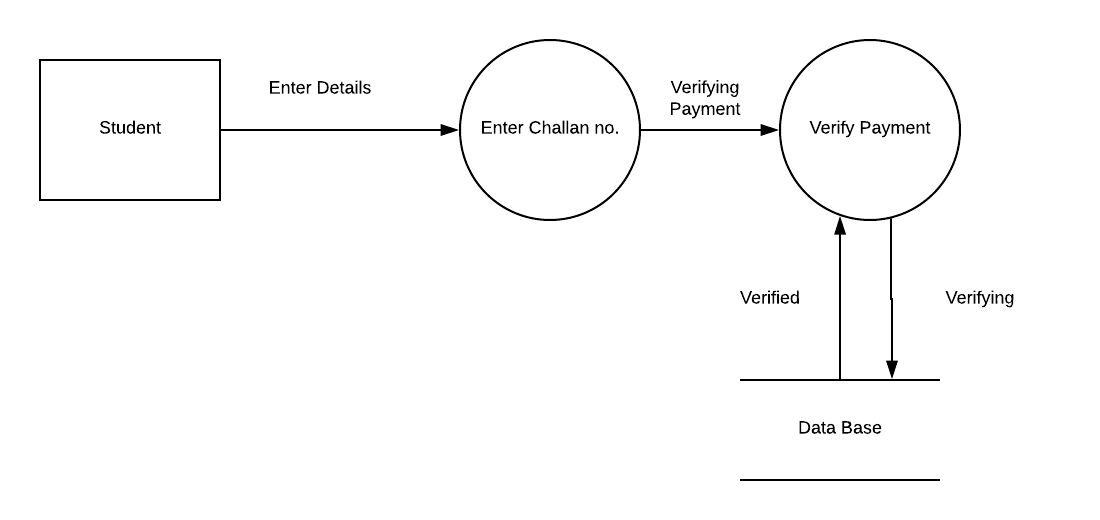 Enter Details
Verifying
Payment
Student
Enter Challan no.
Verify Payment
Verified
Verifying
Data Base